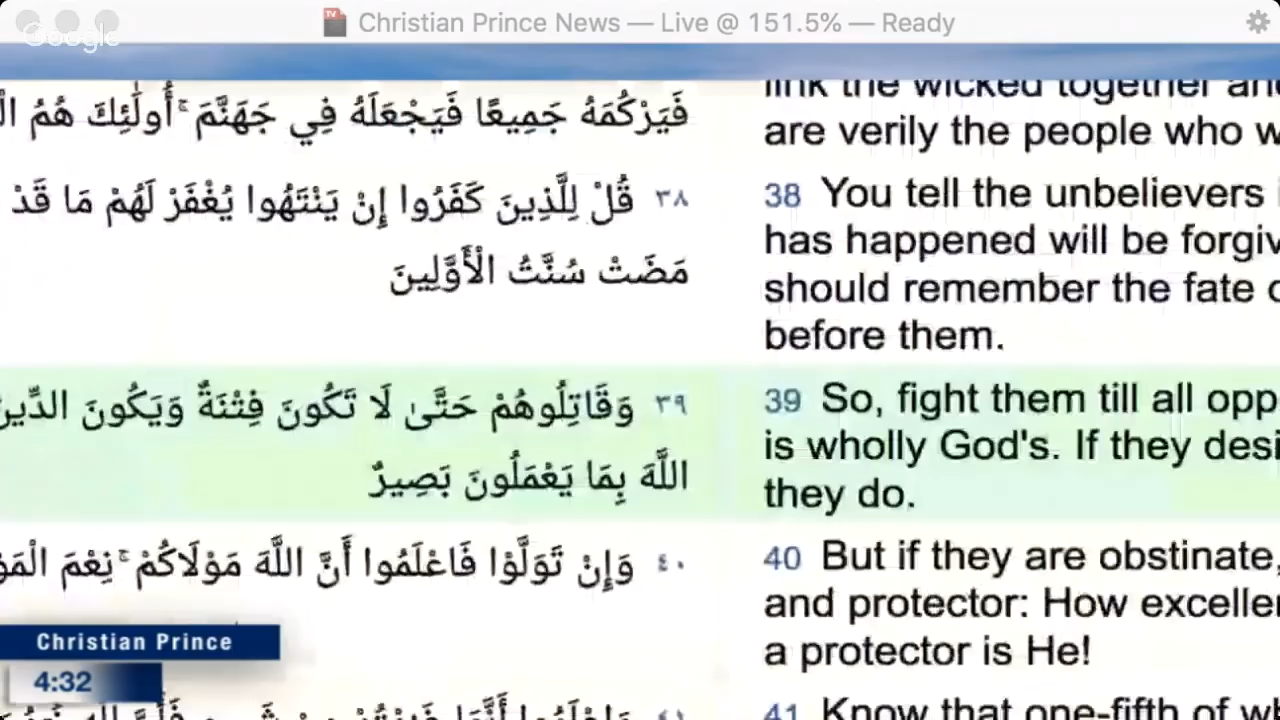 Christian Prince News — Live @ 151.5% — Ready
Google
فَيَرْكُمَهُ جَمِيعًا فَيَجْعَلَهُ فِي جَهَنَّمَ ۚ أُولَٰئِكَ هُمُ
٣٨ قُلْ لِلَّذِينَ كَفَرُوا إِنْ يَنْتَهُوا يُغْفَرْ لَهُمْ مَا قَدْ
مَضَتْ سُنَّتُ الْأَوَّلِينَ
٣٩ وَقَاتِلُوهُمْ حَتَّىٰ لَا تَكُونَ فِتْنَةٌ وَيَكُونَ الدِّين
اللَّهَ بِمَا يَعْمَلُونَ بَصِيرٌ
٤٠ وَإِنْ تَوَلَّوْا فَاعْلَمُوا أَنَّ اللَّهَ مَوْلَاكُمْ ۚ نِعْمَ الْمَوْ
link the wicked together and
are verily the people who w
38 You tell the unbelievers i
has happened will be forgiv
should remember the fate o
before them.
39 So, fight them till all opp
is wholly God's. If they desi
they do.
40 But if they are obstinate,
and protector: How excellen
a protector is He!
41 Know that one-fifth of wh
Christian Prince
4:32